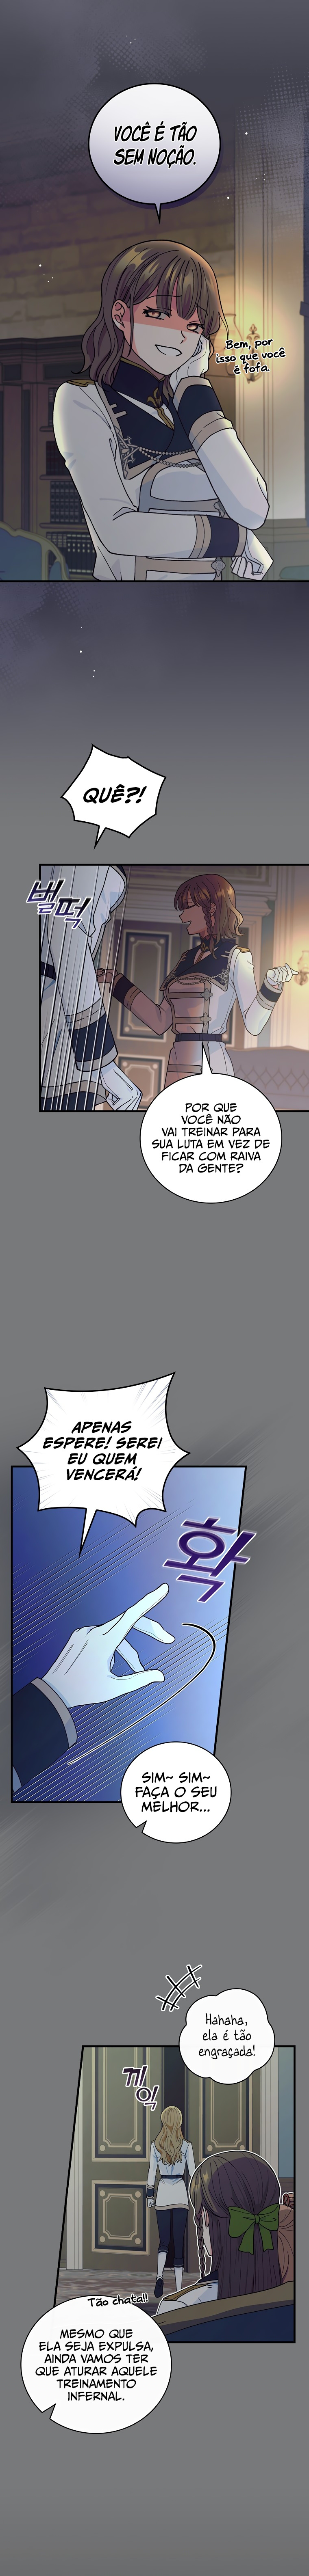 VOCÊ É TÃO
SEM NOÇÃO.
Bem, por
isso que você
é fofa.
QUÊ?!
벌떡
POR QUE
VOCÊ NÃO
VAI TREINAR PARA
SUA LUTA EM VEZ DE
FICAR COM RAIVA
DA GENTE?
APENAS
ESPERE! SEREI
EU QUEM
VENCERÁ!
확
SIM~ SIM~
FAÇA O SEU
MELHOR...
Hahaha,
ela é tão
engraçada!
끼익
Tão chata!!
MESMO QUE
ELA SEJA EXPULSA,
AINDA VAMOS TER
QUE ATURAR AQUELE
TREINAMENTO
INFERNAL.